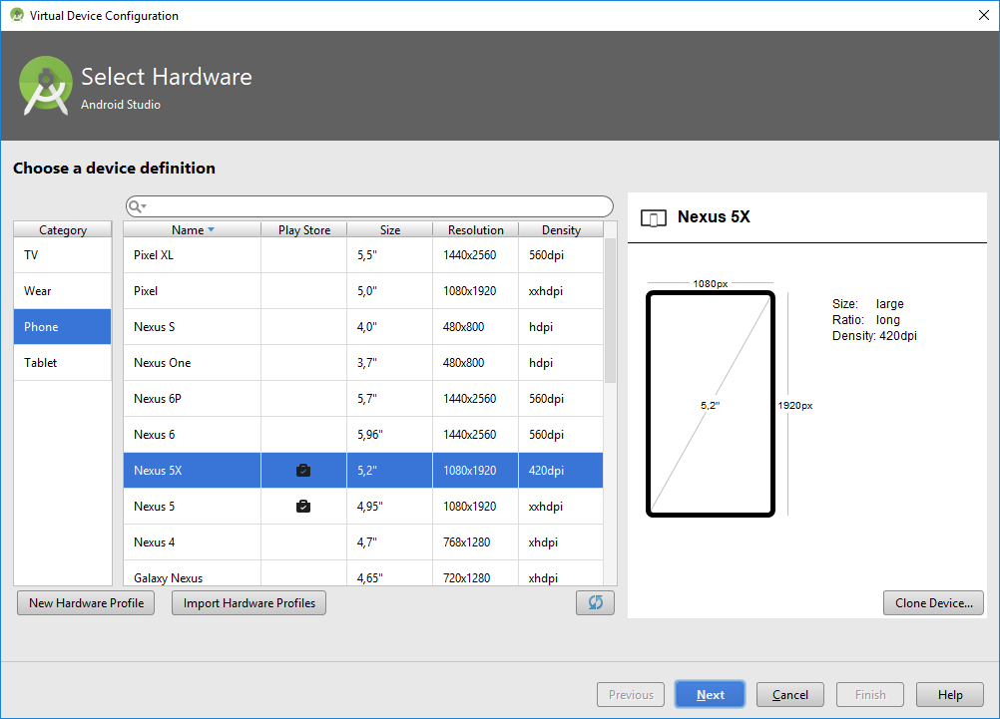 Virtual Device Configuration
Select Hardware
Android Studio
Choose a device definition
Category
TV
Wear
Phone
Tablet
Name Play Store Size Resolution Density
Pixel XL 5,5" 1440x2560 560dpi
Pixel 5,0" 1080x1920 xxhdpi
Nexus S 4,0" 480x800 hdpi
Nexus One 3,7" 480x800 hdpi
Nexus 6P 5,7" 1440x2560 560dpi
Nexus 6 5,96" 1440x2560 560dpi
Nexus 5X 5,2" 1080x1920 420dpi
Nexus 5 4,95" 1080x1920 xxhdpi
Nexus 4 4,7" 768x1280 xhdpi
Galaxy Nexus 4,65" 720x1280 xhdpi
New Hardware Profile Import Hardware Profiles
Nexus 5X
1080px
5,2"
1920px
Size: large
Ratio: long
Density: 420dpi
Clone Device...
Previous Next Cancel Finish Help